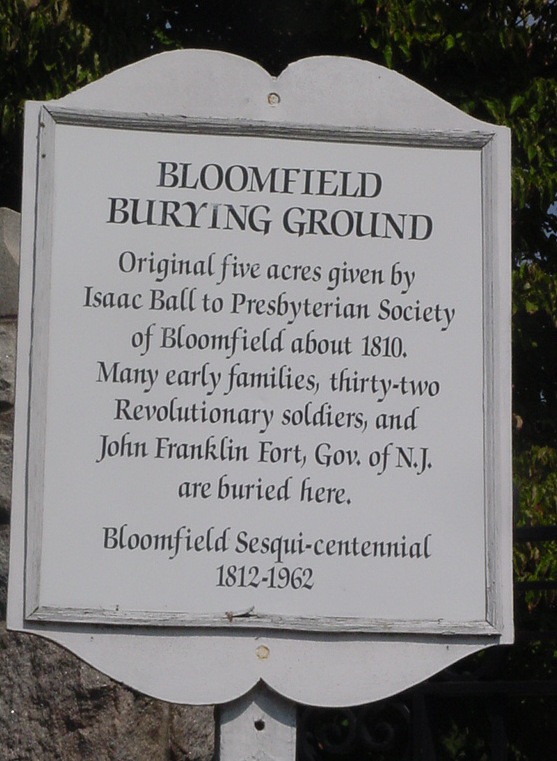 BLOOMFIELD
BURYING GROUND
Original five acres given by
Isaac Ball to Presbyterian Society
of Bloomfield about 1810.
Many early families, thirty-two
Revolutionary soldiers, and
John Franklin Fort, Gov. of N.J.
are buried here.
Bloomfield Sesqui-centennial
1812-1962